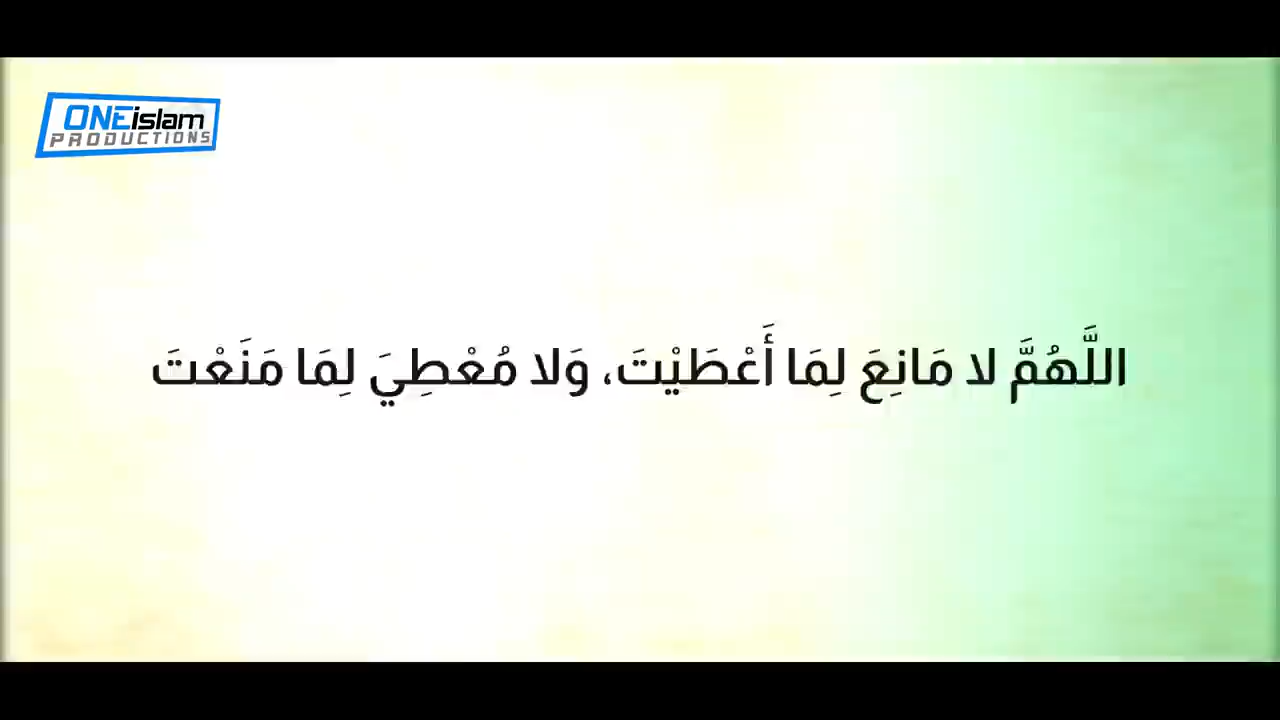 ONEislam
PRODUCTIONS
اللَّهُمَّ لا مَانِعَ لِمَا أَعْطَيْتَ، وَلا مُعْطِيَ لِمَا مَنَعْتَ